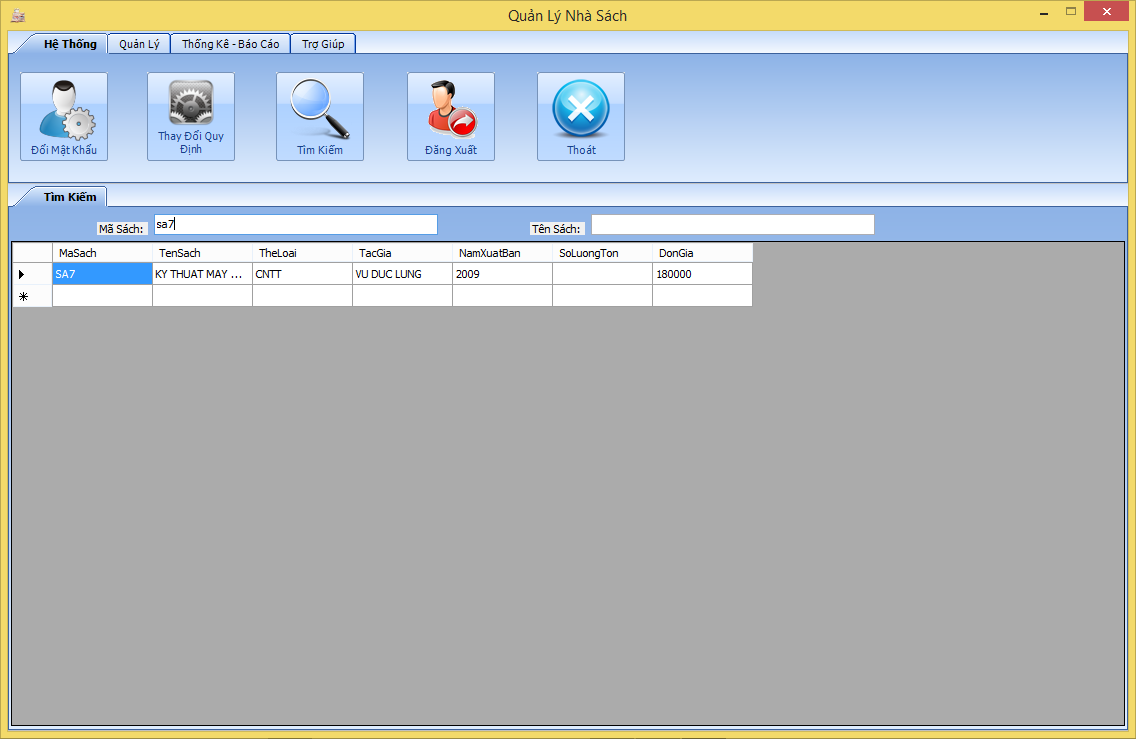 Quản Lý Nhà Sách
Hệ Thống Quản Lý Thống Kê - Báo Cáo Trợ Giúp
Đổi Mật Khẩu
Thay Đổi Quy
Định
Tìm Kiếm
Đăng Xuất
Thoát
Tìm Kiếm
Mã Sách: sa7 Tên Sách:
MaSach TenSach TheLoai TacGia NamXuatBan SoLuongTon DonGia
SA7 KY THUAT MAY ... CNTT VU DUC LUNG 2009 180000